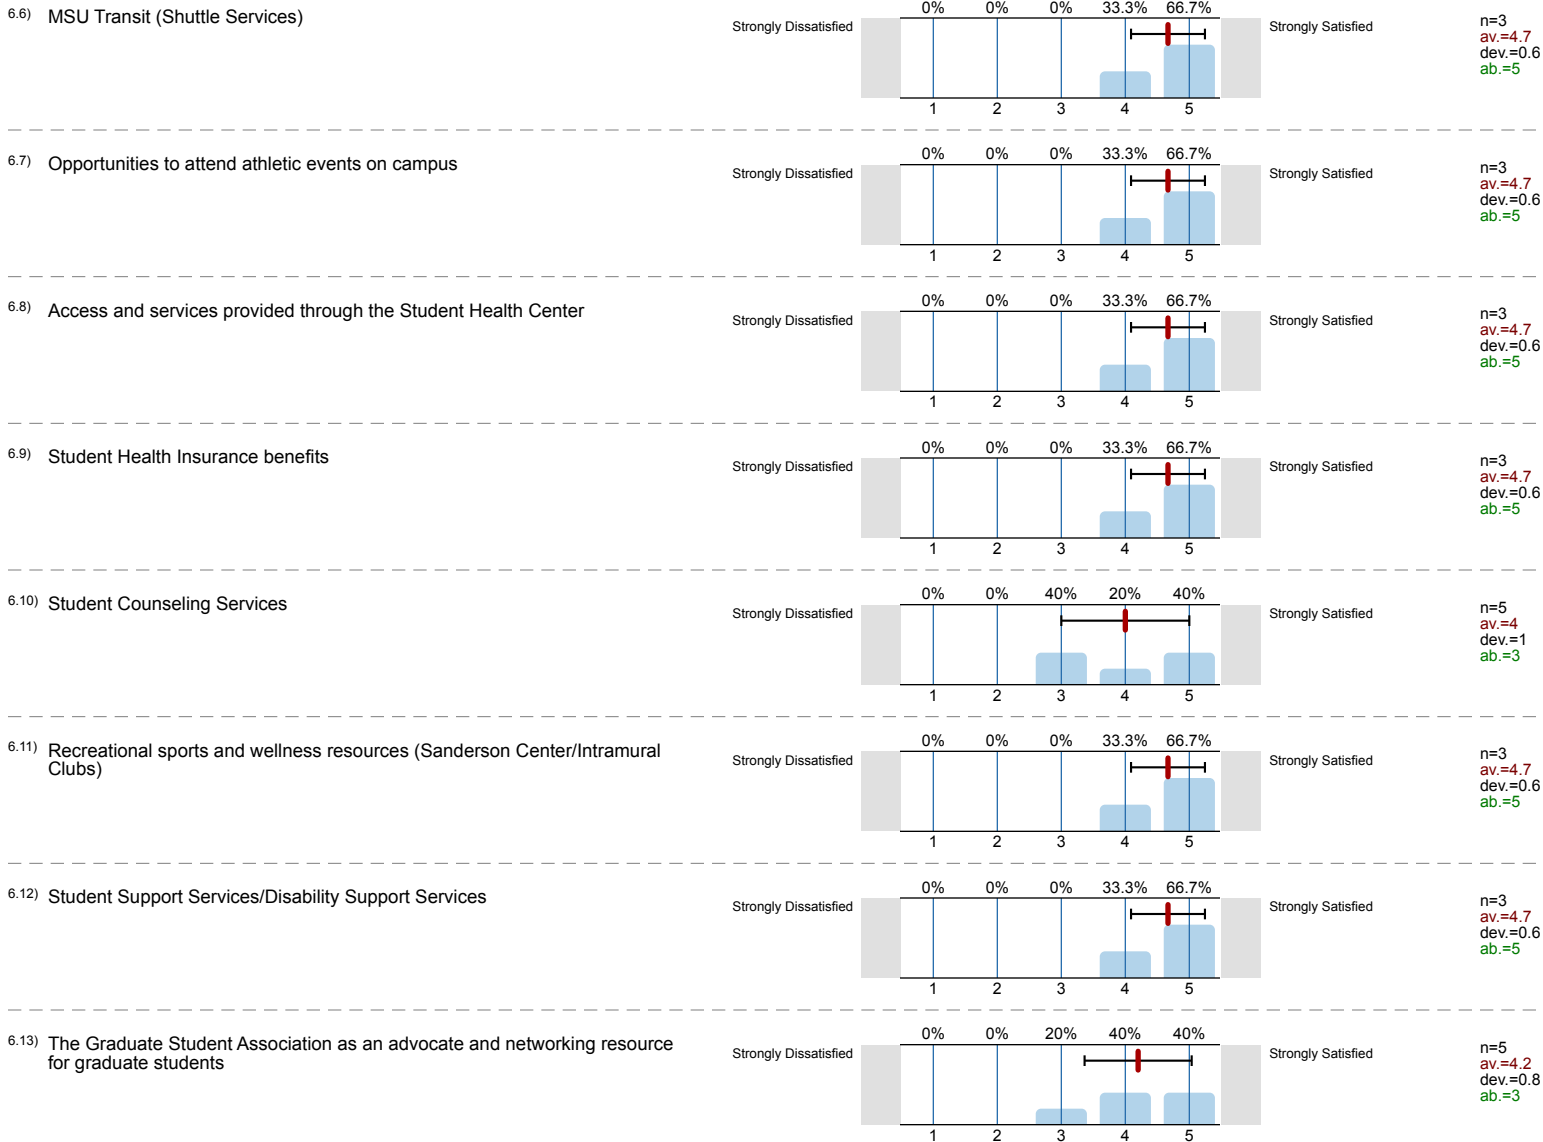 6.6) MSU Transit (Shuttle Services)
0% 0% 0% 33.3% 66.7%
Strongly Dissatisfied
Strongly Satisfied
n=3
av.=4.7
dev.=0.6
ab.=5
1 2 3 4 5
6.7) Opportunities to attend athletic events on campus
0% 0% 0% 33.3% 66.7%
Strongly Dissatisfied
Strongly Satisfied
n=3
av.=4.7
dev.=0.6
ab.=5
1 2 3 4 5
6.8) Access and services provided through the Student Health Center
0% 0% 0% 33.3% 66.7%
Strongly Dissatisfied
Strongly Satisfied
n=3
av.=4.7
dev.=0.6
ab.=5
1 2 3 4 5
6.9) Student Health Insurance benefits
0% 0% 0% 33.3% 66.7%
Strongly Dissatisfied
Strongly Satisfied
n=3
av.=4.7
dev.=0.6
ab.=5
1 2 3 4 5
6.10) Student Counseling Services
0% 0% 40% 20% 40%
Strongly Dissatisfied
Strongly Satisfied
n=5
av.=4
dev.=1
ab.=3
1 2 3 4 5
6.11) Recreational sports and wellness resources (Sanderson Center/Intramural
Clubs)
0% 0% 0% 33.3% 66.7%
Strongly Dissatisfied
Strongly Satisfied
n=3
av.=4.7
dev.=0.6
ab.=5
1 2 3 4 5
6.12) Student Support Services/Disability Support Services
0% 0% 0% 33.3% 66.7%
Strongly Dissatisfied
Strongly Satisfied
n=3
av.=4.7
dev.=0.6
ab.=5
1 2 3 4 5
6.13) The Graduate Student Association as an advocate and networking resource
for graduate students
0% 0% 20% 40% 40%
Strongly Dissatisfied
Strongly Satisfied
n=5
av.=4.2
dev.=0.8
ab.=3
1 2 3 4 5